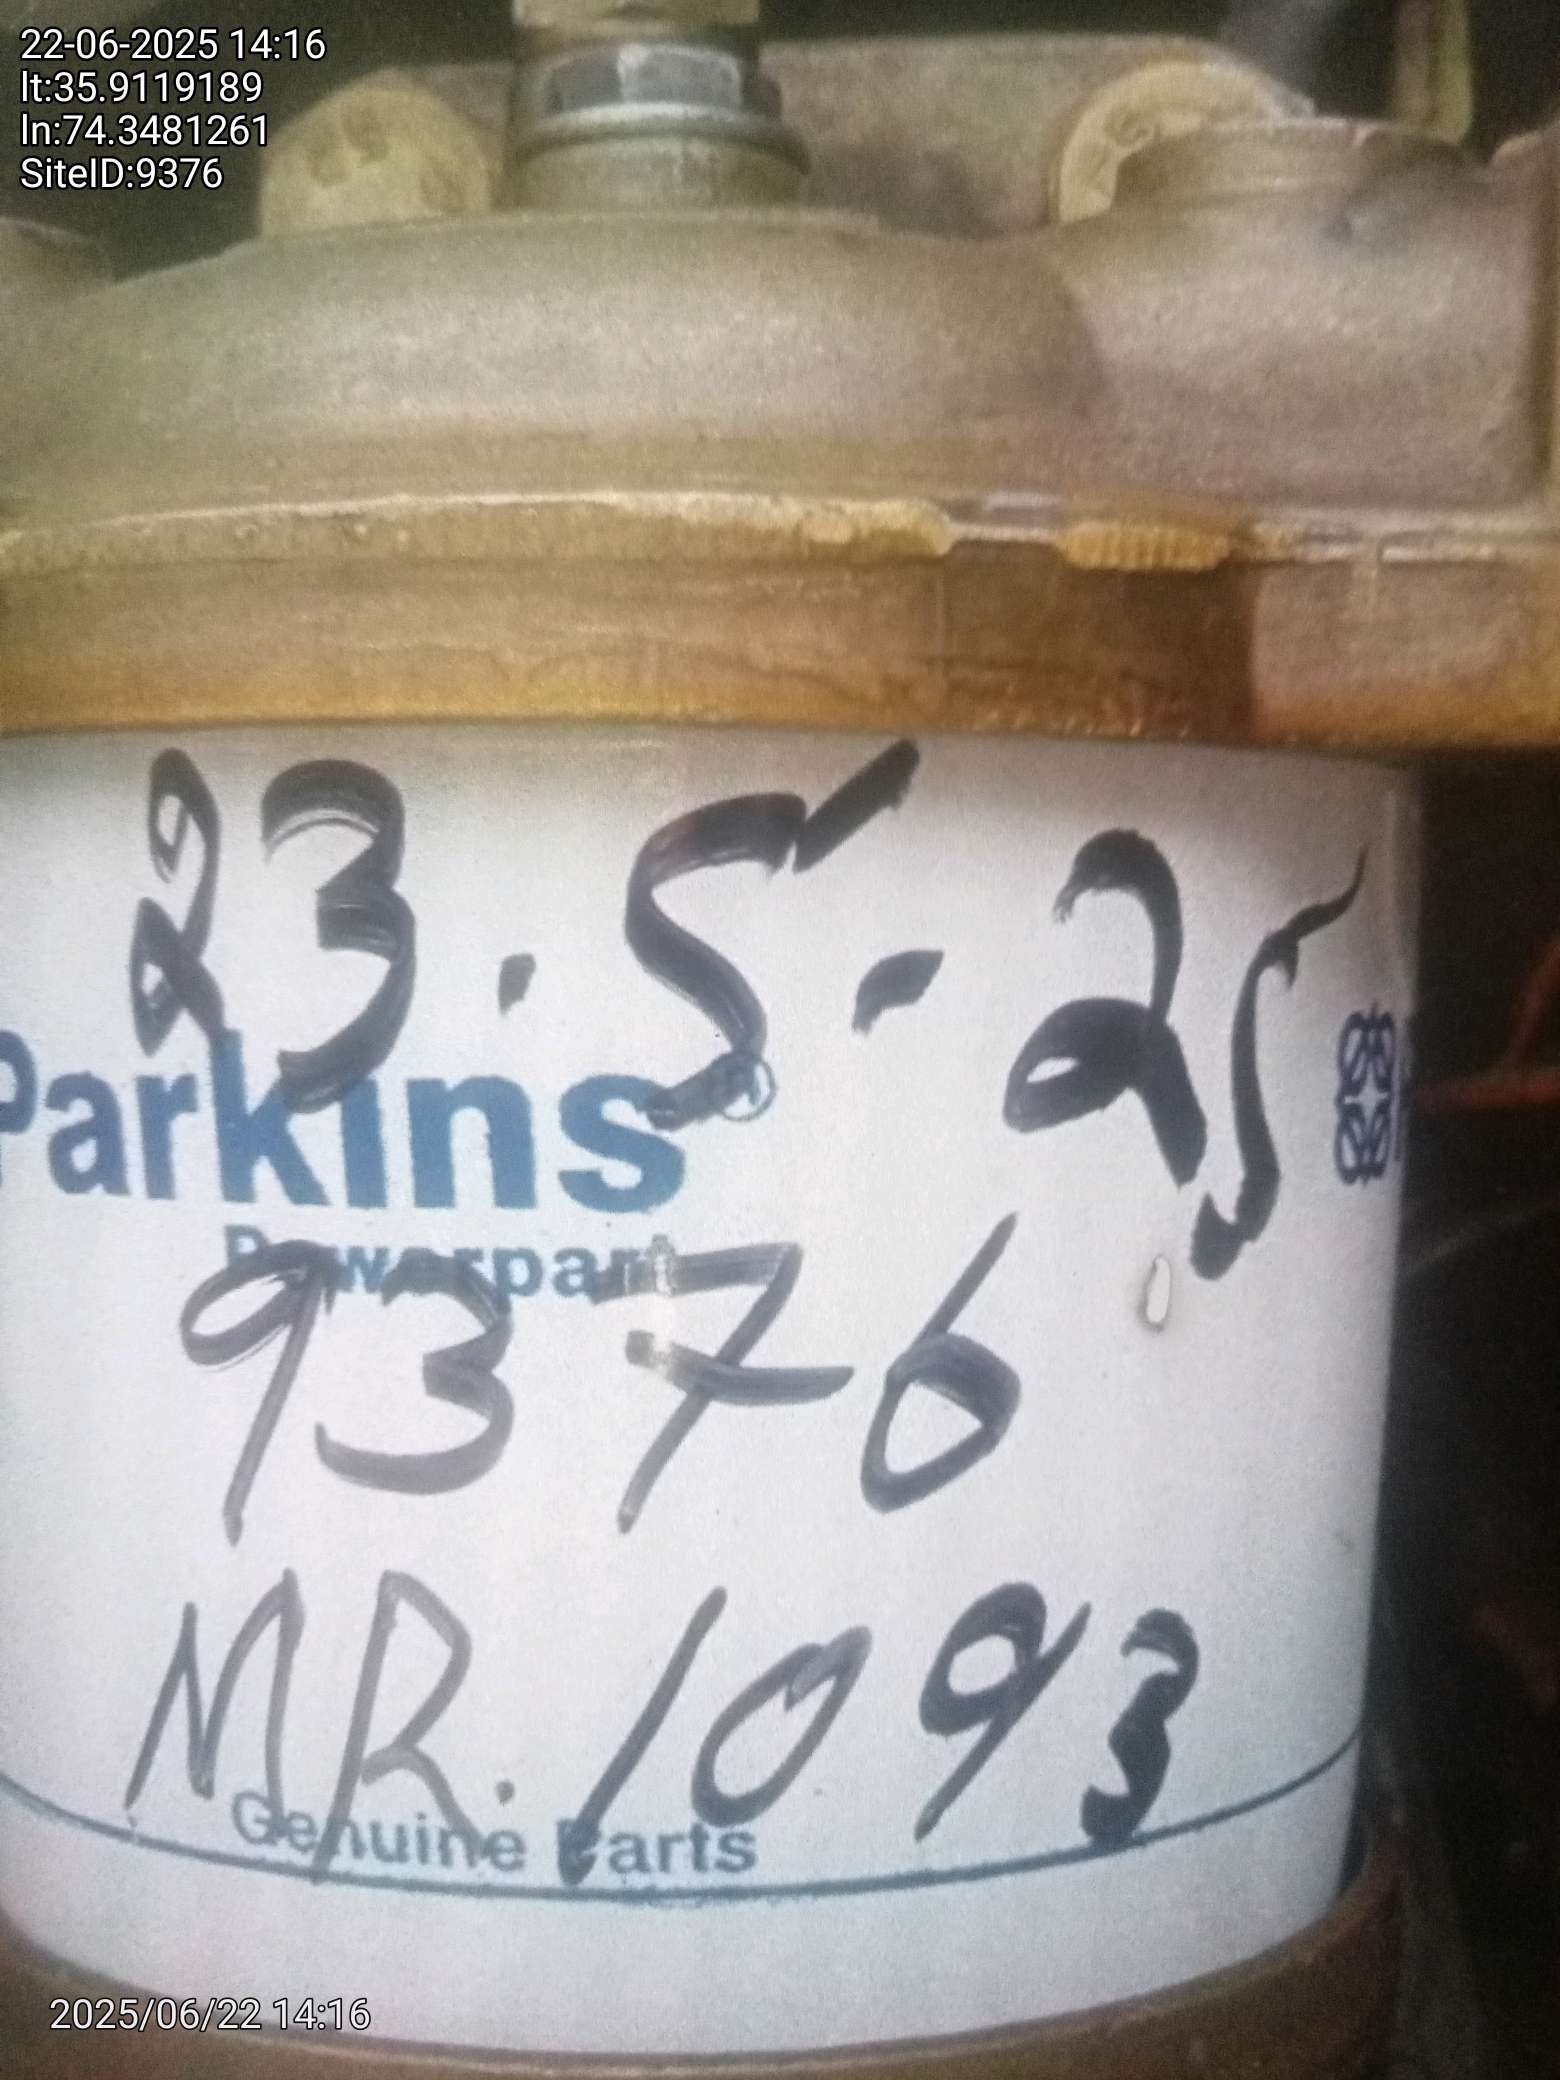 22-06-2025 14:16
lt:35.9119189
ln:74.3481261
SiteID:9376
23.5-25
Parkins®
Powerpart
9376
MR.1093
Genuine Parts
2025/06/22 14:16